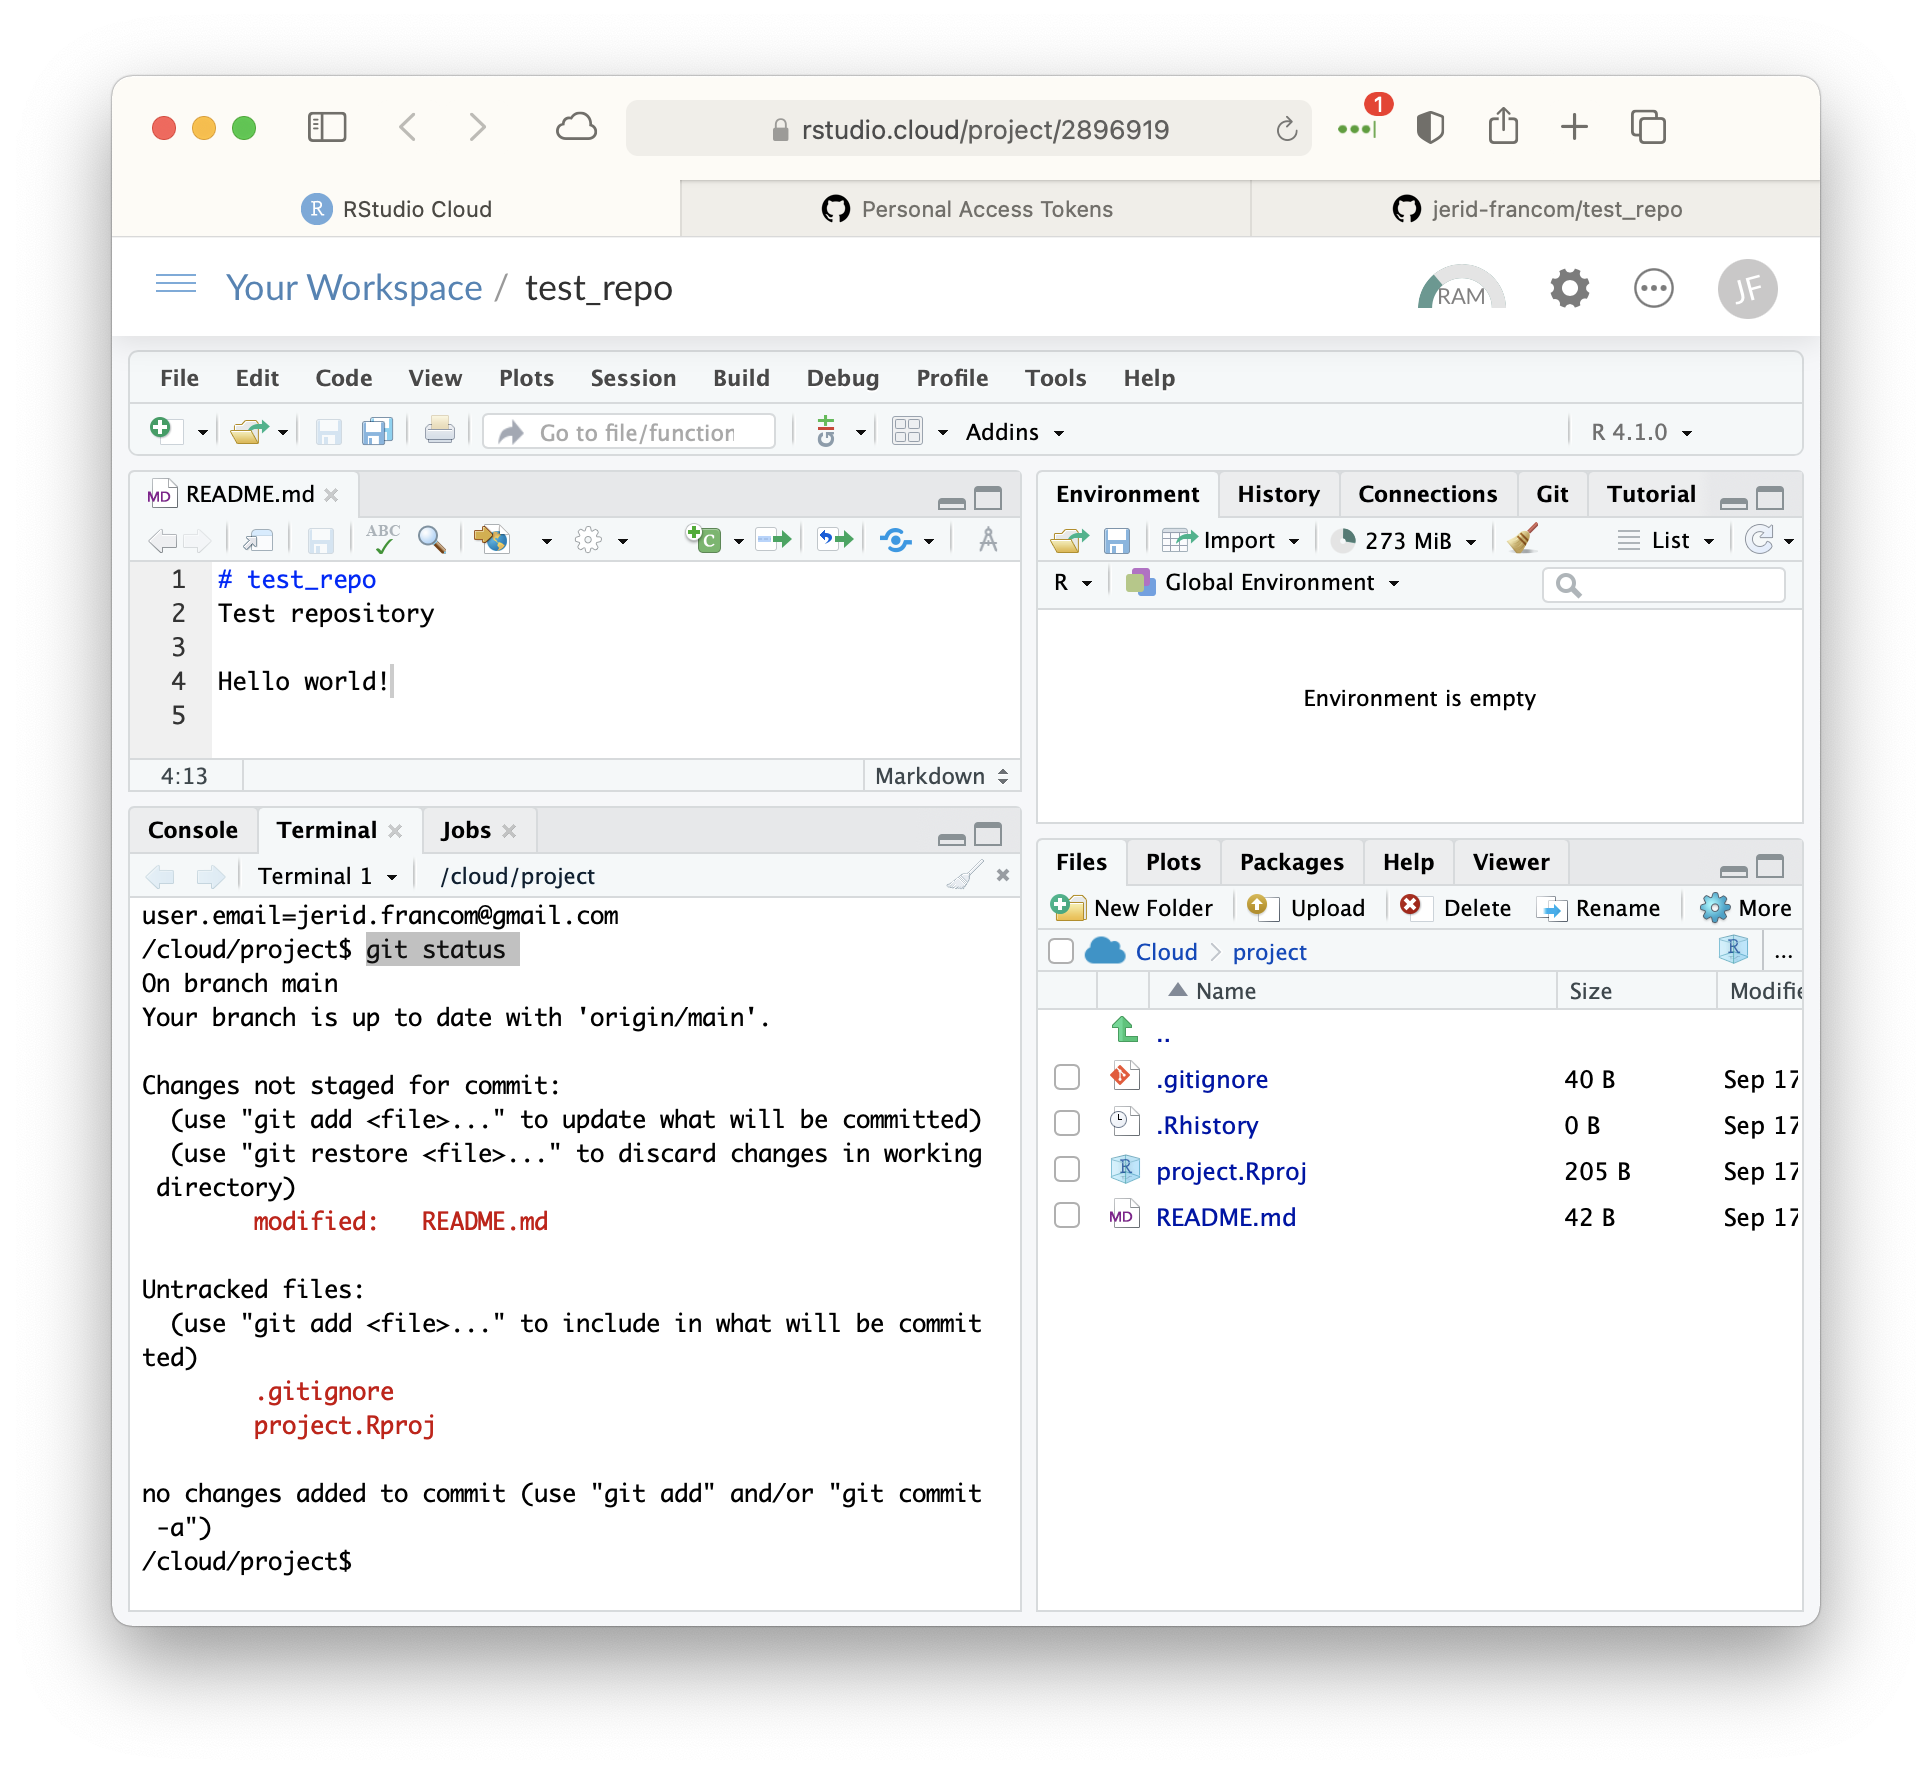 1
rstudio.cloud/project/2896919
R RStudio Cloud
Personal Access Tokens
jerid-francom/test_repo
Your Workspace / test_repo
RAM
JF
File Edit Code View Plots Session Build Debug Profile Tools Help
Go to file/function
Addins
R 4.1.0
MD README.md
ABC
C
1 # test_repo
2 Test repository
3
4 Hello world!
5
4:13 Markdown
Console Terminal Jobs
Terminal 1 /cloud/project
user.email=jerid.francom@gmail.com
/cloud/project$ git status
On branch main
Your branch is up to date with 'origin/main'.
Changes not staged for commit:
(use "git add <file>..." to update what will be committed)
(use "git restore <file>..." to discard changes in working
directory)
modified: README.md
Untracked files:
(use "git add <file>..." to include in what will be commit
ted)
.gitignore
project.Rproj
no changes added to commit (use "git add" and/or "git commit
-a")
/cloud/project$
Environment History Connections Git Tutorial
Import 273 MiB List
R Global Environment
Environment is empty
Files Plots Packages Help Viewer
New Folder Upload Delete Rename More
Cloud > project R ...
Name Size Modifie
..
.gitignore 40 B Sep 17
.Rhistory 0 B Sep 17
R project.Rproj 205 B Sep 17
MD README.md 42 B Sep 17